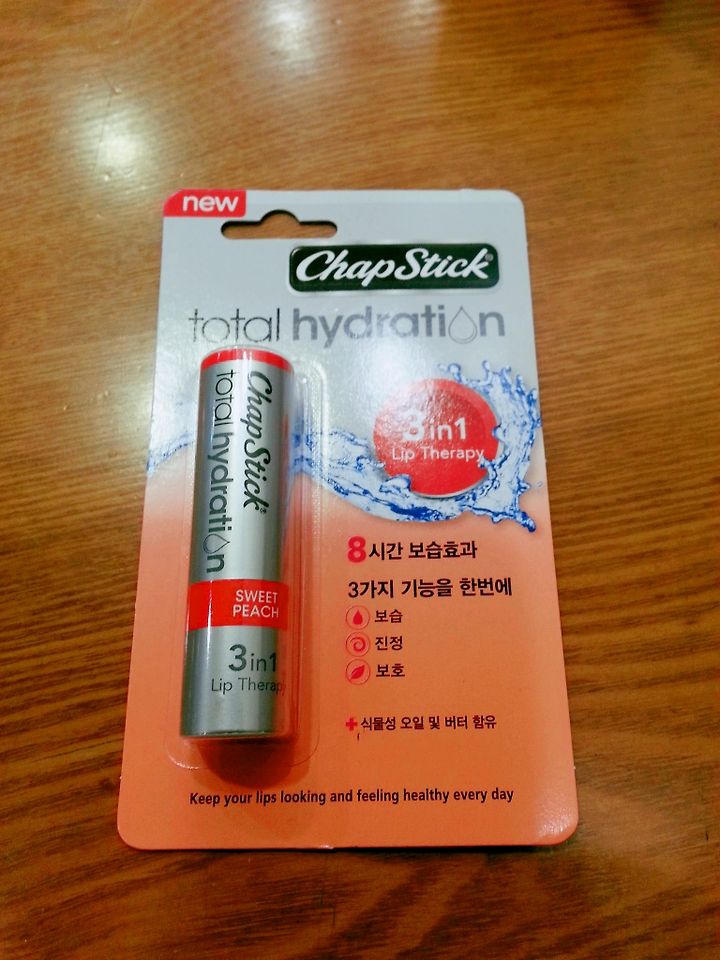 new
ChapStick®
total hydration
3in1
Lip Therapy
8시간 보습효과
3가지 기능을 한번에
보습
진정
보호
+식물성 오일 및 버터 함유
Keep your lips looking and feeling healthy every day
ChapStick®
total hydration
SWEET
PEACH
3in1
Lip Therapy